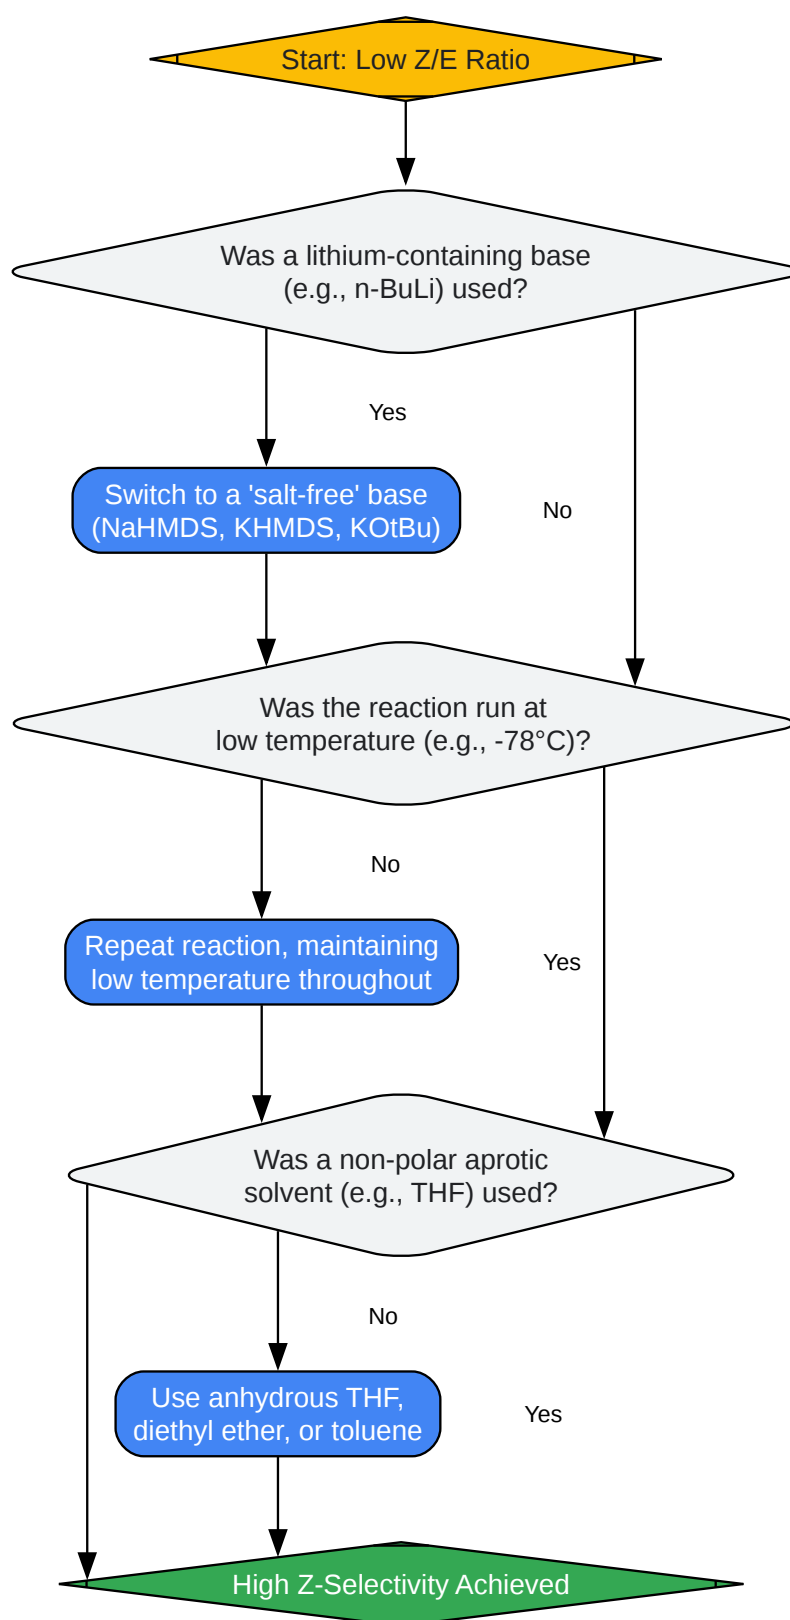 Start: Low Z/E Ratio
Was a lithium-containing base
(e.g., n-BuLi) used?
Yes
Switch to a 'salt-free' base
(NaHMDS, KHMDS, KOtBu)
No
Was the reaction run at
low temperature (e.g., -78°C)?
No
Repeat reaction, maintaining
low temperature throughout
Yes
Was a non-polar aprotic
solvent (e.g., THF) used?
No
Use anhydrous THF,
diethyl ether, or toluene
Yes
High Z-Selectivity Achieved